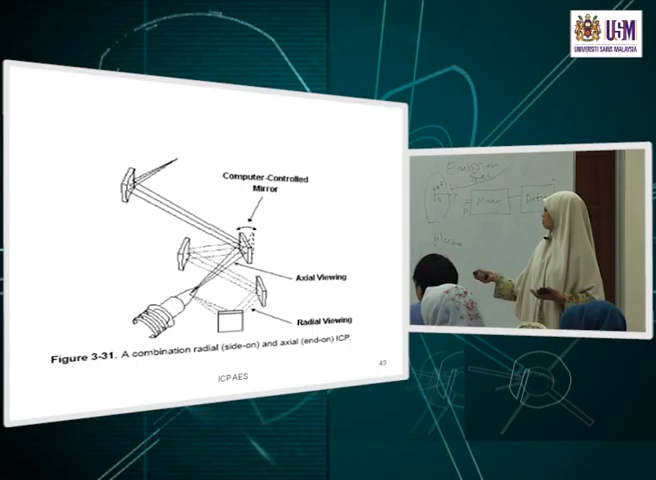 USM
UNIVERSITI SAINS MALAYSIA
Computer-Controlled
Mirror
Axial Viewing
Radial Viewing
Figure 3-31. A combination radial (side-on) and axial (end-on) ICP.
ICP AES
Emission
Mono
plasma